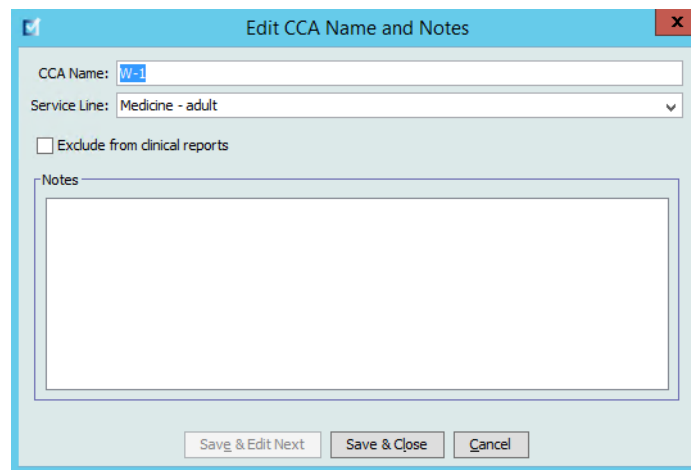 Edit CCA Name and Notes
x
CCA Name: W-1
Service Line: Medicine - adult
Exclude from clinical reports
Notes
Save & Edit Next Save & Close Cancel